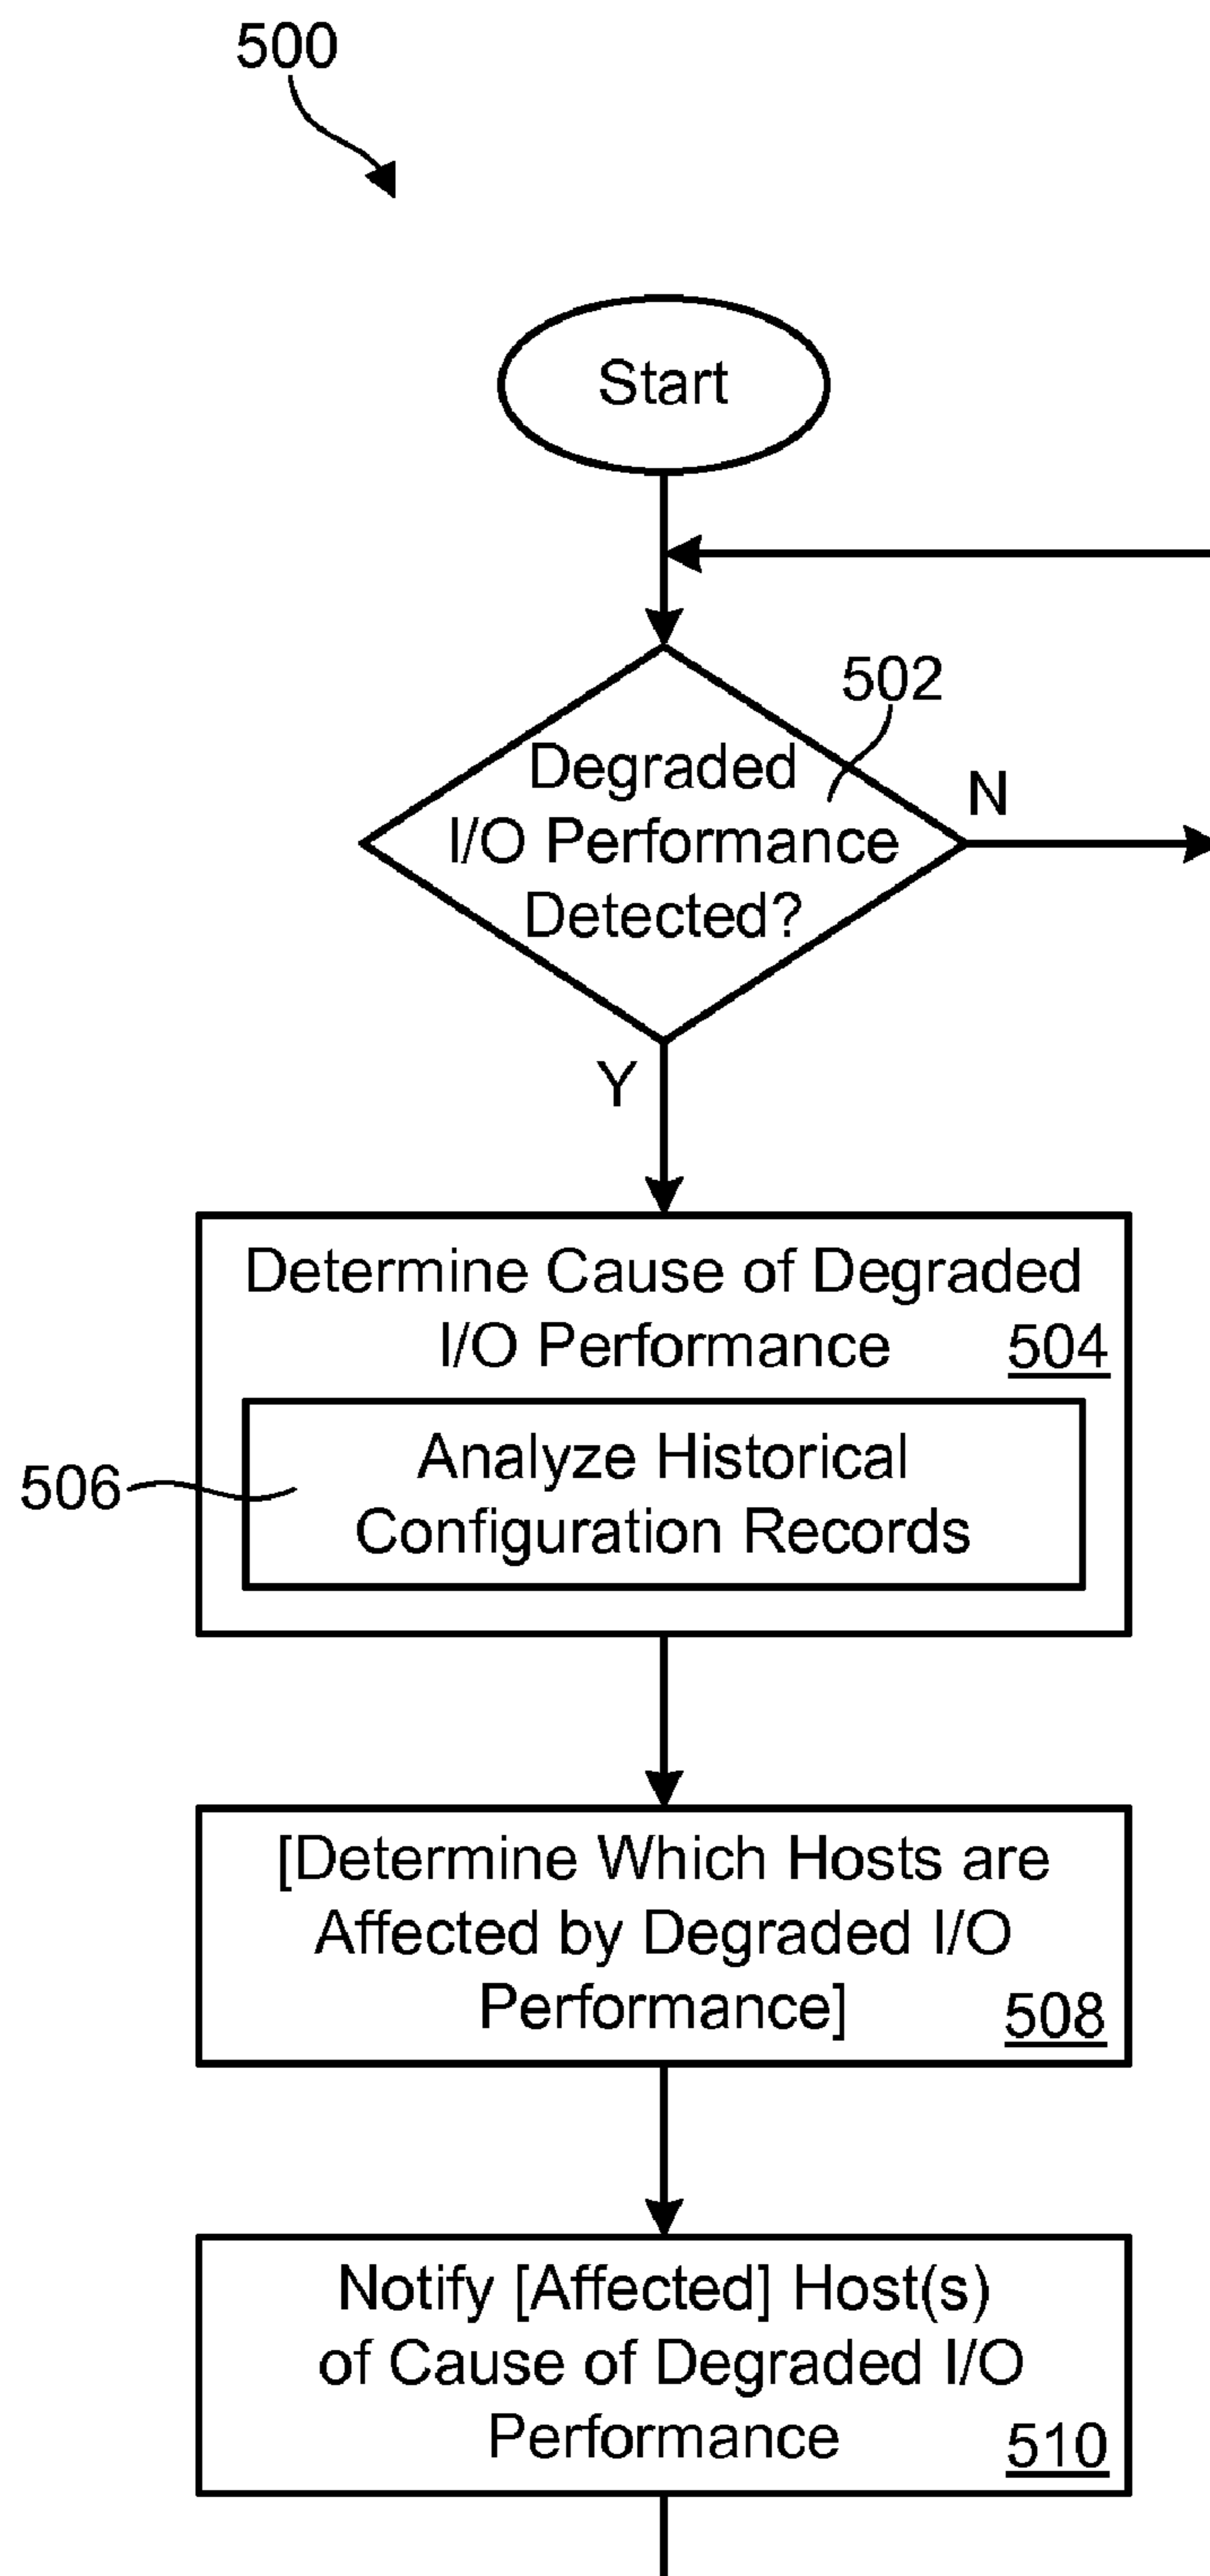 500
Start
502
Degraded
I/O Performance
Detected?
N
Y
Determine Cause of Degraded
I/O Performance 504
506
Analyze Historical
Configuration Records
[Determine Which Hosts are
Affected by Degraded I/O
Performance] 508
Notify [Affected] Host(s)
of Cause of Degraded I/O
Performance 510